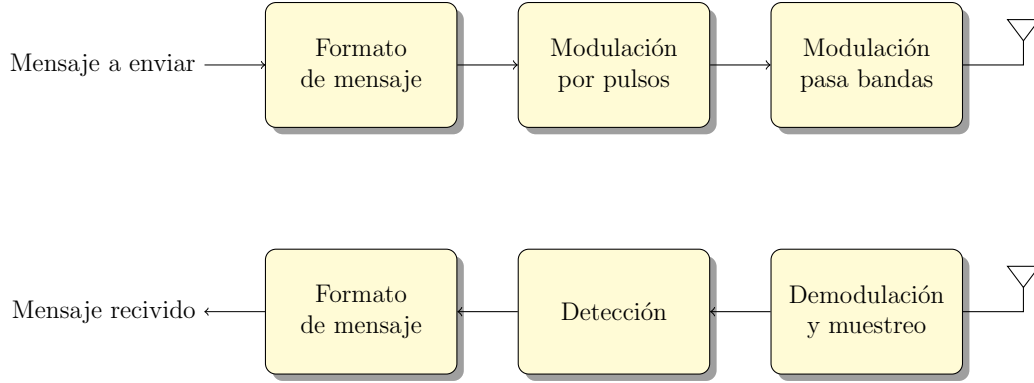 Mensaje a enviar
Formato
de mensaje
Modulación
por pulsos
Modulación
pasa bandas
Mensaje recivido
Formato
de mensaje
Detección
Demodulación
y muestreo